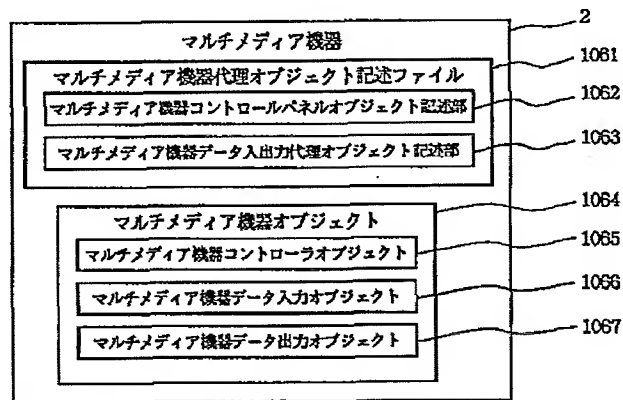 マルチメディア機器
2
マルチメディア機器代理オブジェクト記述ファイル
1061
マルチメディア機器コントロールパネルオブジェクト記述部
1062
マルチメディア機器データ入出力代理オブジェクト記述部
1063
マルチメディア機器オブジェクト
1064
マルチメディア機器コントローラオブジェクト
1065
マルチメディア機器データ入力オブジェクト
1066
マルチメディア機器データ出力オブジェクト
1067